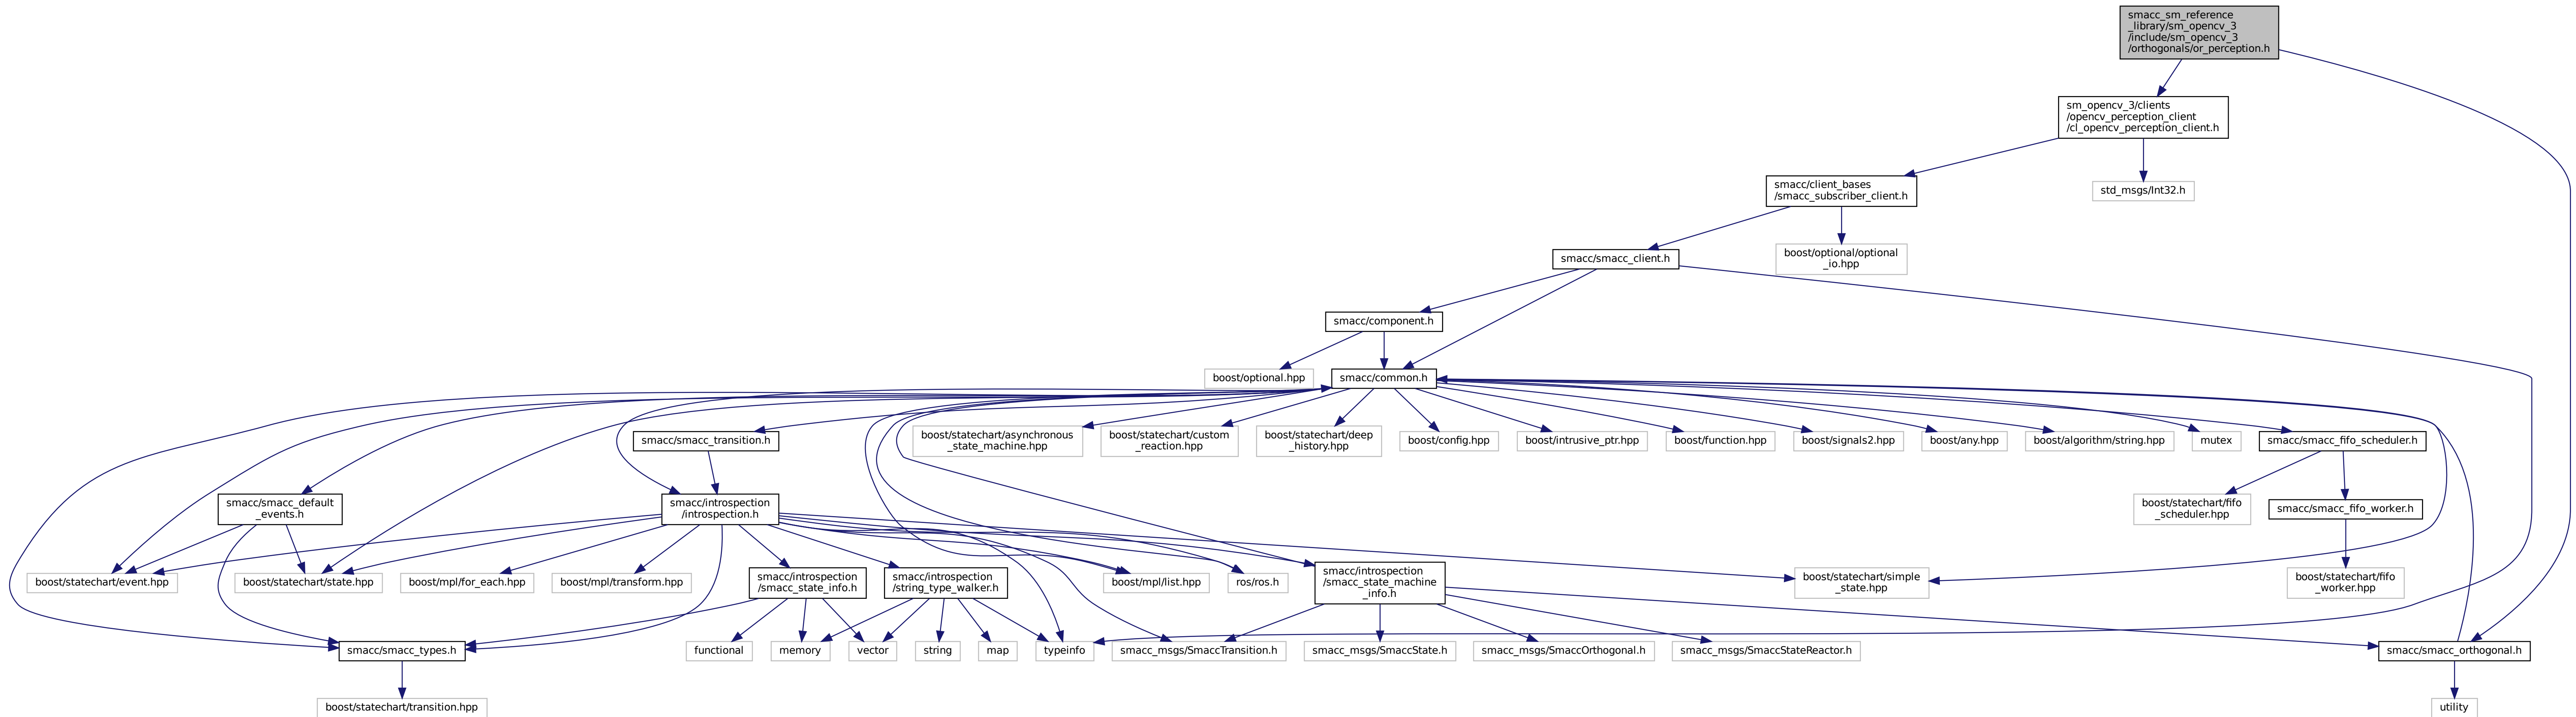 smacc_sm_reference
_library/sm_opencv_3
/include/sm_opencv_3
/orthogonals/or_perception.h
sm_opencv_3/clients
/opencv_perception_client
/cl_opencv_perception_client.h
smacc/client_bases
/smacc_subscriber_client.h
std_msgs/Int32.h
smacc/smacc_client.h
boost/optional/optional
_io.hpp
smacc/component.h
boost/optional.hpp
smacc/common.h
smacc/smacc_transition.h
boost/statechart/asynchronous
_state_machine.hpp
boost/statechart/custom
_reaction.hpp
boost/statechart/deep
_history.hpp
boost/config.hpp
boost/intrusive_ptr.hpp
boost/function.hpp
boost/signals2.hpp
boost/any.hpp
boost/algorithm/string.hpp
mutex
smacc/smacc_fifo_scheduler.h
smacc/smacc_default
_events.h
smacc/introspection
/introspection.h
boost/statechart/fifo
_scheduler.hpp
smacc/smacc_fifo_worker.h
boost/statechart/event.hpp
boost/statechart/state.hpp
boost/mpl/for_each.hpp
boost/mpl/transform.hpp
smacc/introspection
/smacc_state_info.h
smacc/introspection
/string_type_walker.h
boost/mpl/list.hpp
ros/ros.h
smacc/introspection
/smacc_state_machine
_info.h
boost/statechart/simple
_state.hpp
boost/statechart/fifo
_worker.hpp
smacc/smacc_types.h
functional
memory
vector
string
map
typeinfo
smacc_msgs/SmaccTransition.h
smacc_msgs/SmaccState.h
smacc_msgs/SmaccOrthogonal.h
smacc_msgs/SmaccStateReactor.h
smacc/smacc_orthogonal.h
boost/statechart/transition.hpp
utility